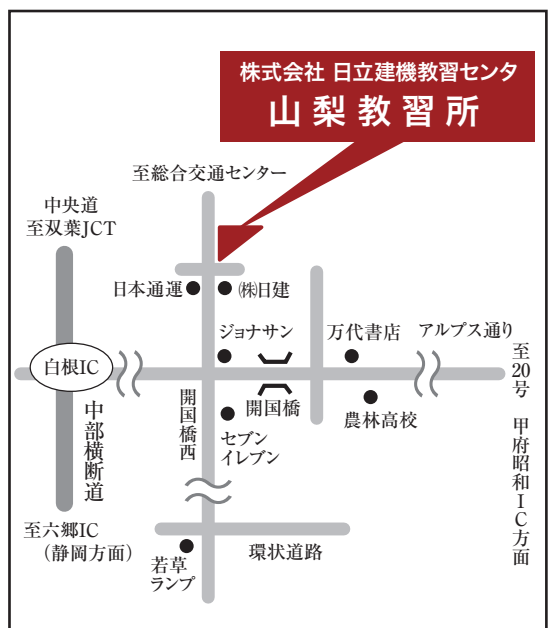 株式会社 日立建機教習センタ
山梨教習所
至総合交通センター
中央道
至双葉JCT
日本通運
㈱日建
ジョナサン
万代書店
アルプス通り
白根IC
至20号 甲府昭和IC方面
中部横断道
開国橋西
開国橋
農林高校
セブン
イレブン
至六郷IC
(静岡方面)
環状道路
若草
ランプ